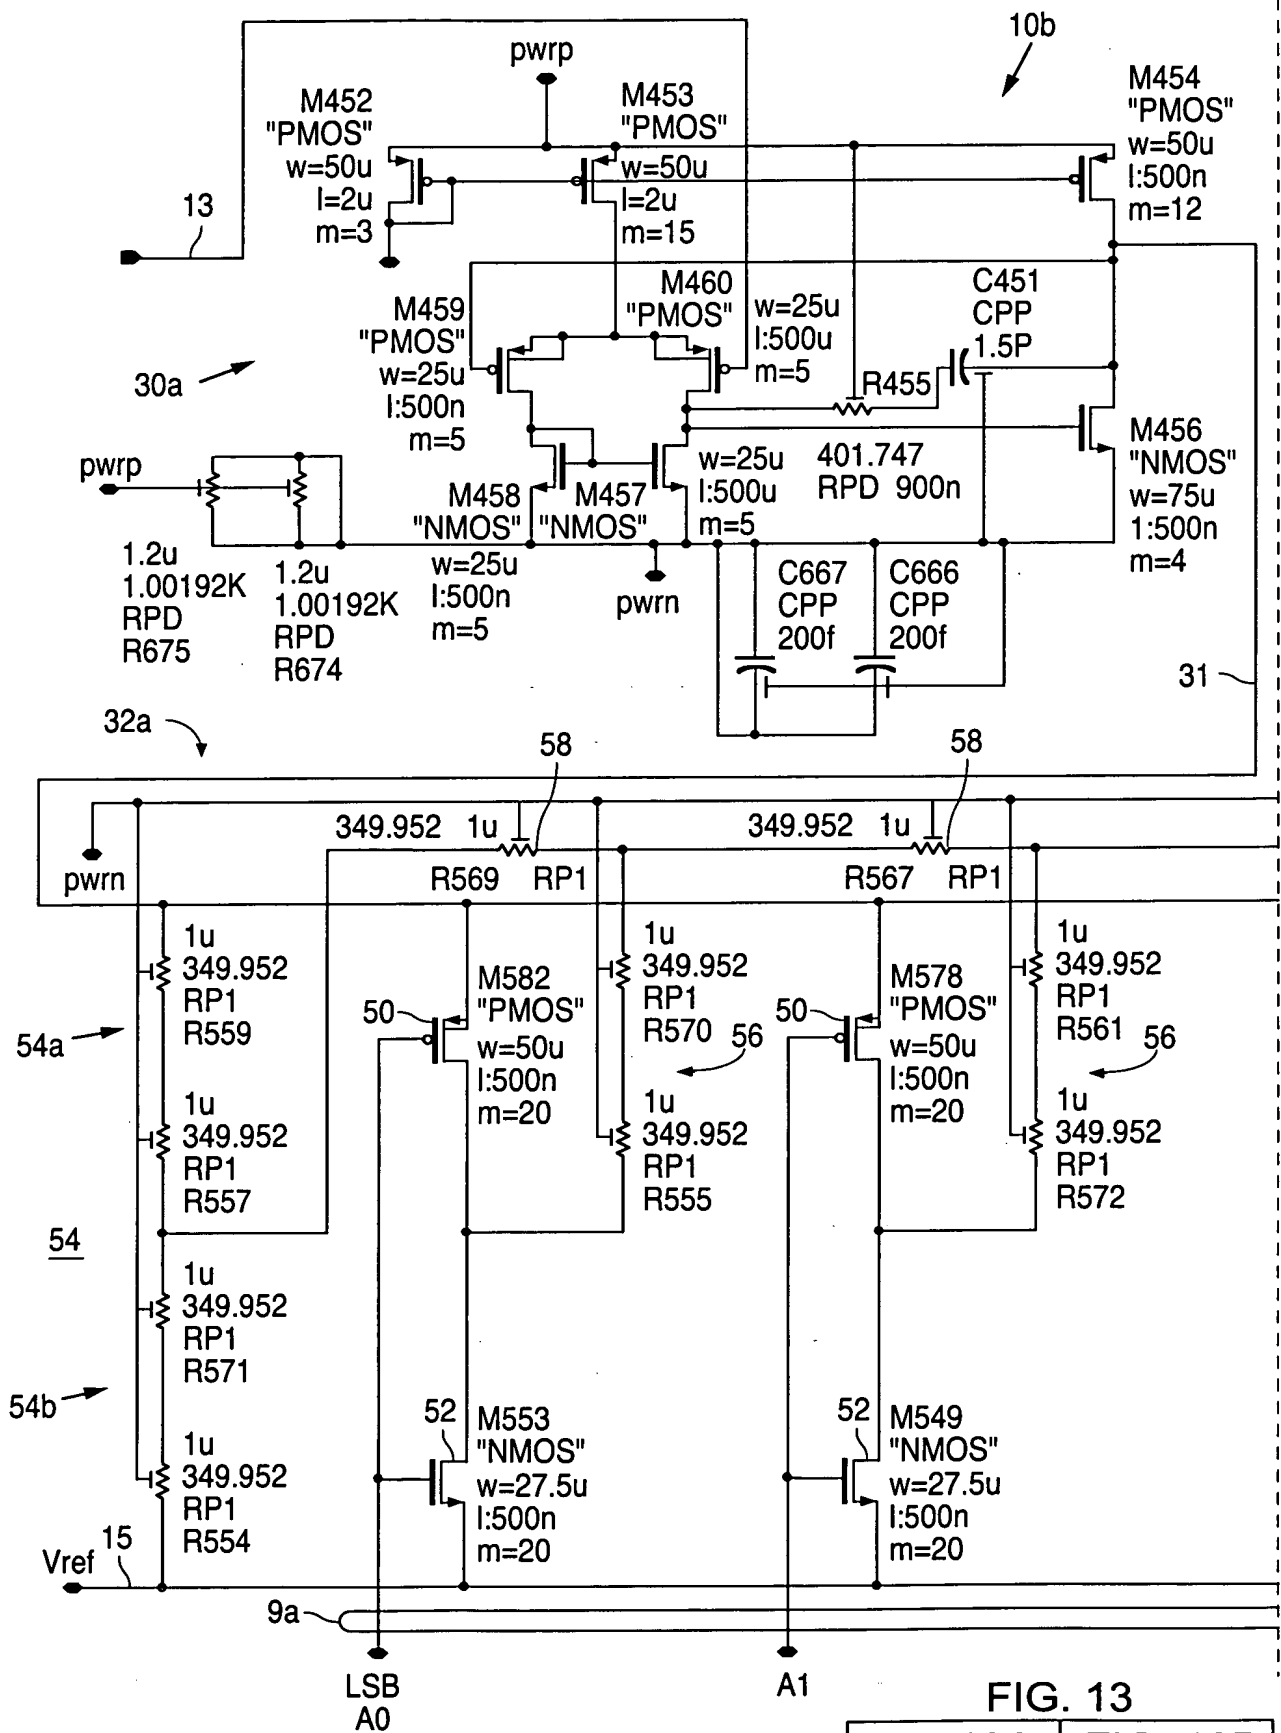 10b
pwrp
M452
"PMOS"
w=50u
l=2u
m=3
M453
"PMOS"
w=50u
l=2u
m=15
M454
"PMOS"
w=50u
l:500n
m=12
13
M459
"PMOS"
w=25u
l:500n
m=5
M460
"PMOS"
w=25u
l:500u
m=5
C451
CPP
1.5P
30a
R455
401.747
RPD 900n
M456
"NMOS"
w=75u
1:500n
m=4
pwrp
M458
"NMOS"
w=25u
l:500n
m=5
M457
"NMOS"
w=25u
l:500u
m=5
1.2u
1.00192K
RPD
R675
1.2u
1.00192K
RPD
R674
pwrn
C667
CPP
200f
C666
CPP
200f
31
32a
58
58
349.952 1u
R569 RP1
349.952 1u
R567 RP1
pwrn
1u
349.952
RP1
R559
54a
50
M582
"PMOS"
w=50u
l:500n
m=20
1u
349.952
RP1
R570
56
50
M578
"PMOS"
w=50u
l:500n
m=20
1u
349.952
RP1
R561
56
1u
349.952
RP1
R557
1u
349.952
RP1
R555
1u
349.952
RP1
R572
54
1u
349.952
RP1
R571
54b
1u
349.952
RP1
R554
52
M553
"NMOS"
w=27.5u
l:500n
m=20
52
M549
"NMOS"
w=27.5u
l:500n
m=20
Vref
15
9a
LSB
A0
A1
FIG. 13